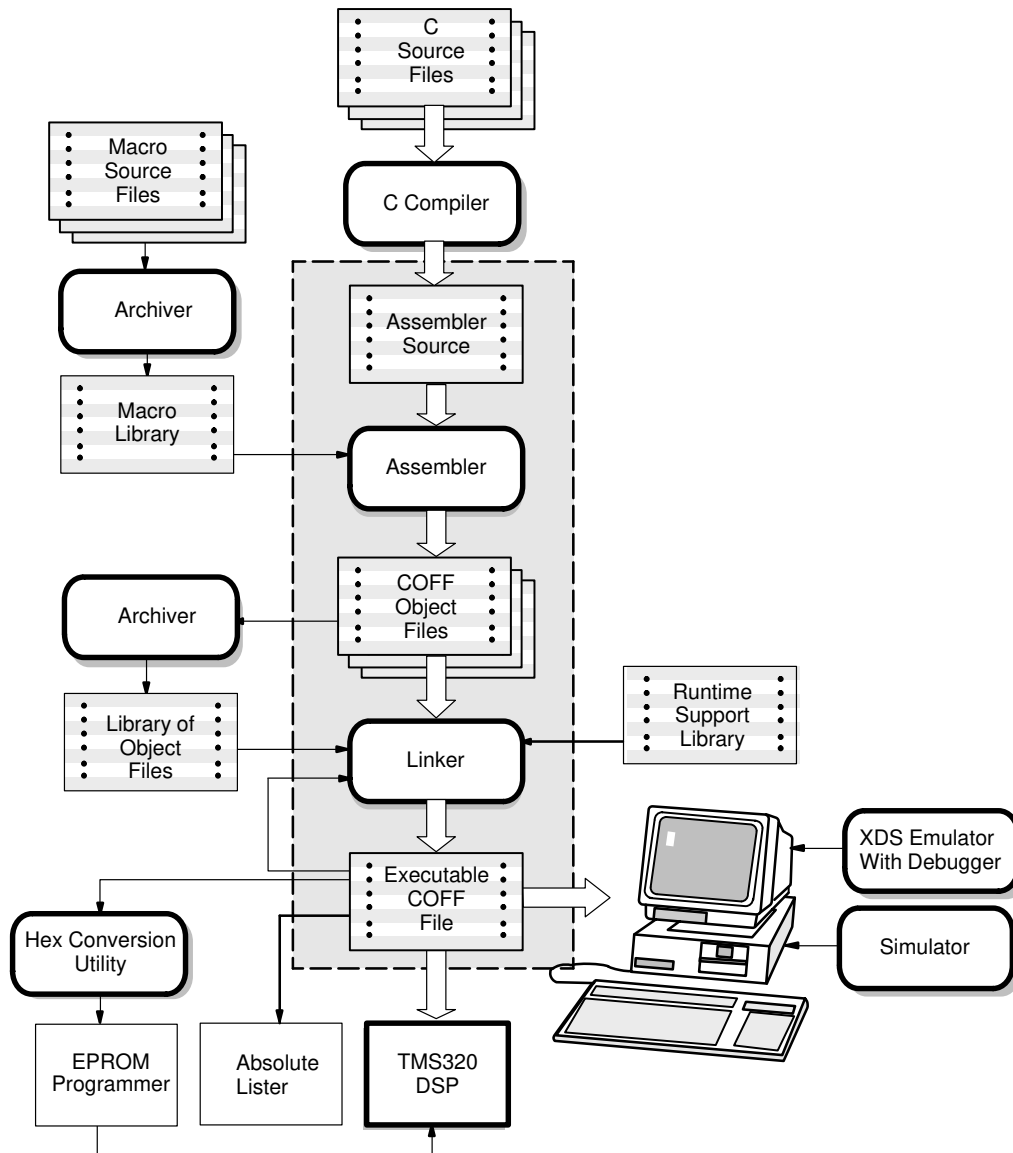 C
Source
Files
Macro
Source
Files
C Compiler
Archiver
Assembler
Source
Macro
Library
Assembler
COFF
Object
Files
Archiver
Runtime
Support
Library
Library of
Object
Files
Linker
XDS Emulator
With Debugger
Executable
COFF
File
Hex Conversion
Utility
Simulator
EPROM
Programmer
Absolute
Lister
TMS320
DSP